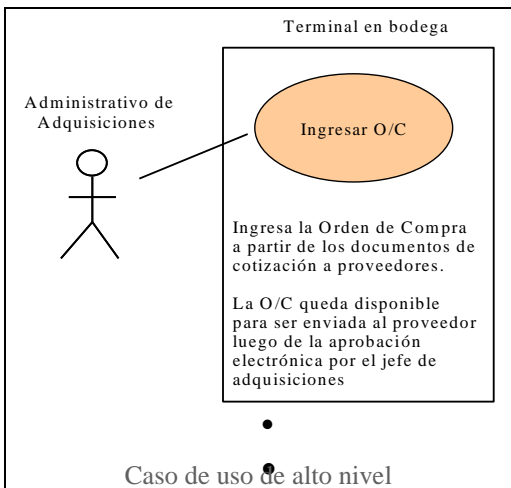 Terminal en bodega
Administrativo de
Adquisiciones
Ingresar O/C
Ingresa la Orden de Compra
a partir de los documentos de
cotización a proveedores.
La O/C queda disponible
para ser enviada al proveedor
luego de la aprobación
electrónica por el jefe de
adquisiciones
Caso de uso de alto nivel